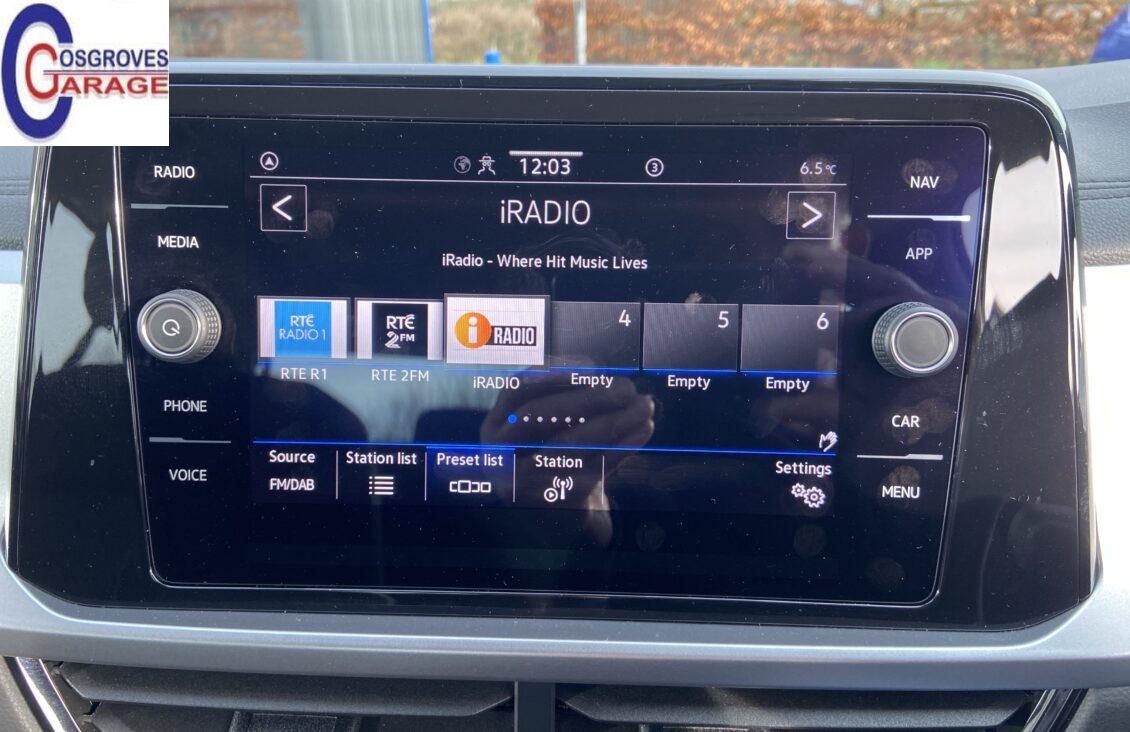 COSGROVES
GARAGE
RADIO
MEDIA
PHONE
VOICE
12:03
3
6.5°C
iRADIO
iRadio - Where Hit Music Lives
RTÉ
RADIO 1
RTÉ
2FM
i RADIO
4
5
6
RTE R1
RTE 2FM
iRADIO
Empty
Empty
Empty
Source
FM/DAB
Station list
Preset list
Station
Settings
NAV
APP
CAR
MENU